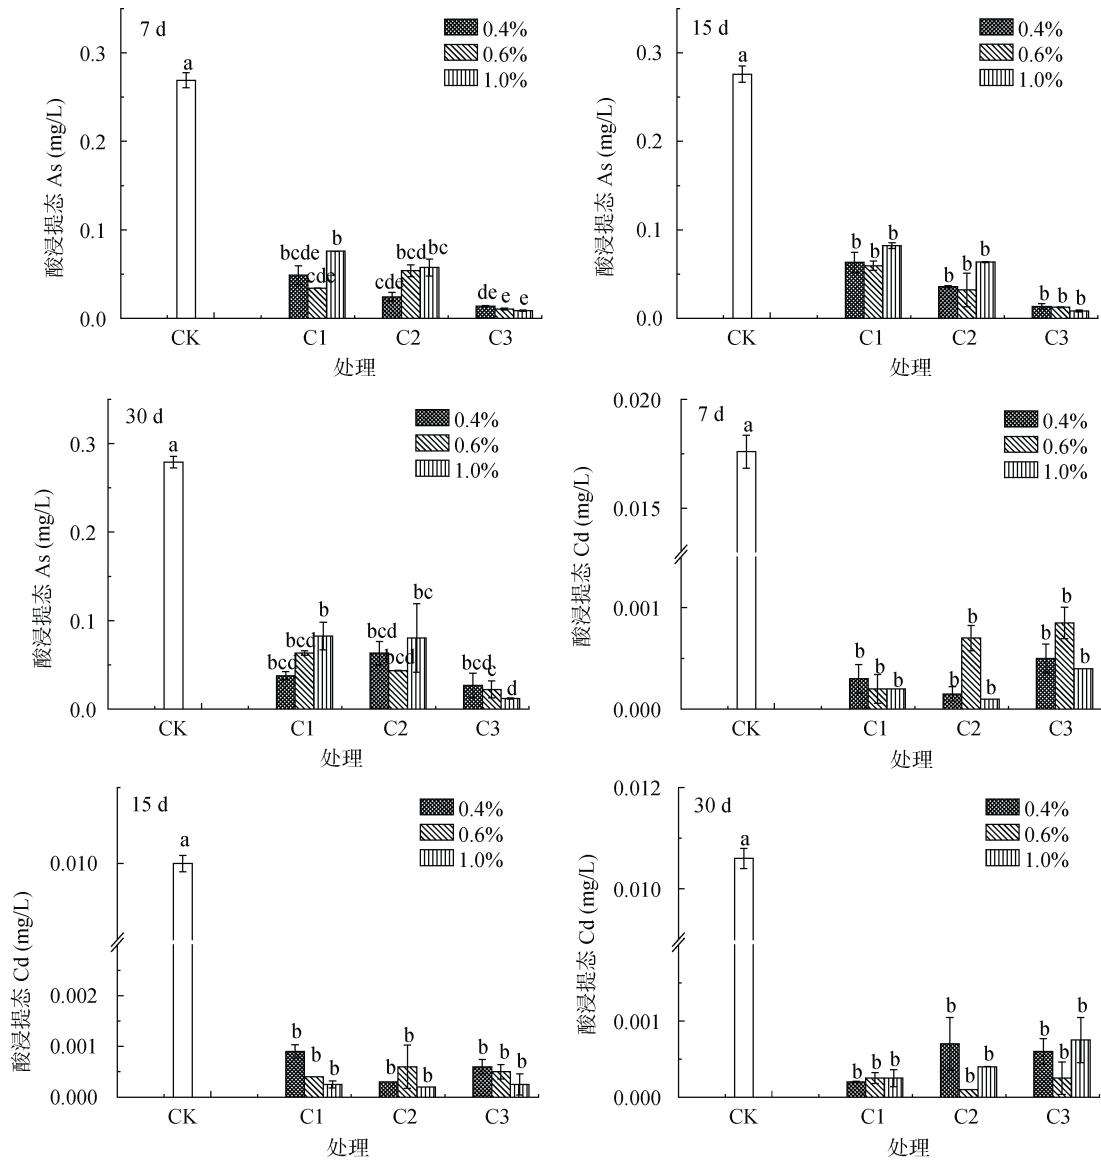 7 d
0.4%
0.6%
1.0%
0.3
0.2
0.1
0.0
酸浸提态 As (mg/L)
a
bcde
cde
b
cde
bcd
bc
de
e
e
CK
C1
C2
C3
处理
15 d
0.4%
0.6%
1.0%
0.3
0.2
0.1
0.0
酸浸提态 As (mg/L)
a
b
b
b
b
b
b
b
b
b
CK
C1
C2
C3
处理
30 d
0.4%
0.6%
1.0%
0.3
0.2
0.1
0.0
酸浸提态 As (mg/L)
a
bcd
bcd
b
bcd
bcd
bc
bcd
c
d
CK
C1
C2
C3
处理
7 d
0.4%
0.6%
1.0%
0.020
0.015
0.001
0.000
酸浸提态 Cd (mg/L)
a
b
b
b
b
b
b
b
b
b
CK
C1
C2
C3
处理
15 d
0.4%
0.6%
1.0%
0.010
0.002
0.001
0.000
酸浸提态 Cd (mg/L)
a
b
b
b
b
b
b
b
b
b
CK
C1
C2
C3
处理
30 d
0.4%
0.6%
1.0%
0.012
0.010
0.001
0.000
酸浸提态 Cd (mg/L)
a
b
b
b
b
b
b
b
b
b
CK
C1
C2
C3
处理